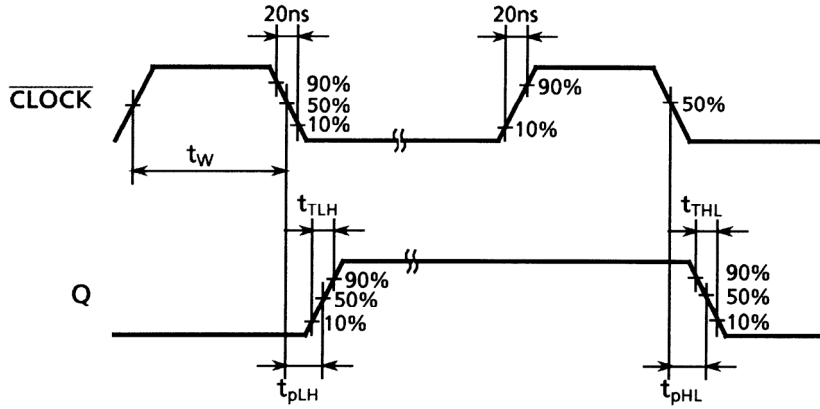 20ns 20ns
C̅L̅O̅C̅K̅ 90% 90%
50% 50%
10% 10%
tW
tTLH tTHL
Q 90% 90%
50% 50%
10% 10%
tpLH tpHL